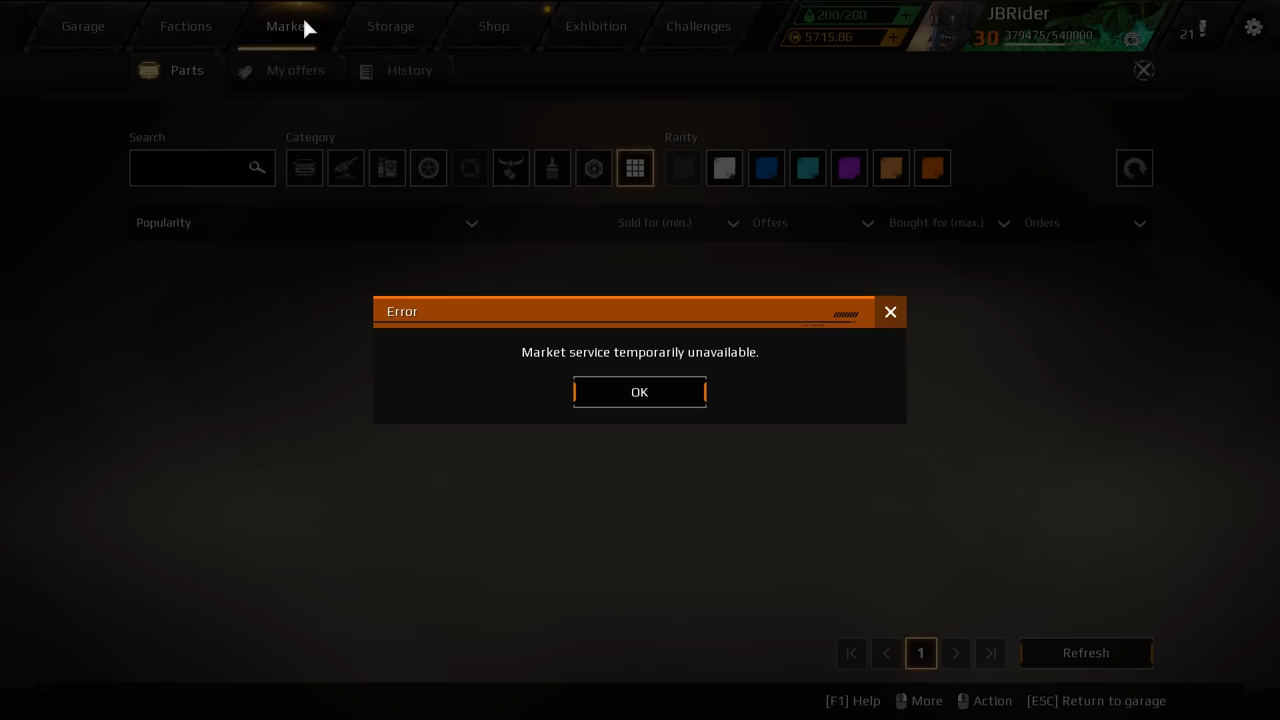 Garage Factions Marke Storage Shop Exhibition Challenges 200/200 5715.86 JBRider 30 379475/540000 21
Parts My offers History
Search Category Rarity
Popularity Sold for (min.) Offers Bought for (max.) Orders
Error
Market service temporarily unavailable.
OK
1 Refresh
[F1] Help More Action [ESC] Return to garage